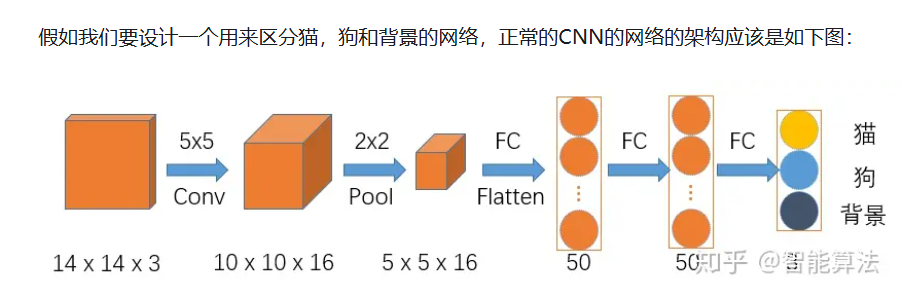 假如我们要设计一个用来区分猫，狗和背景的网络，正常的CNN的网络的架构应该是如下图：
5x5 2x2 FC FC FC 猫
狗
Conv Pool Flatten 背景
14 x 14 x 3 10 x 10 x 16 5 x 5 x 16 50 50 3
知乎 @智能算法